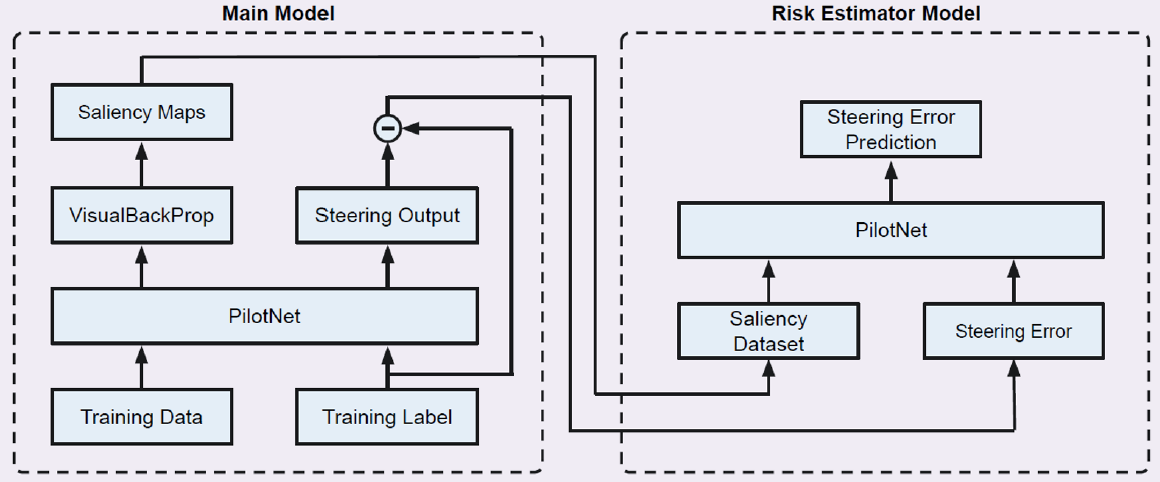 Main Model
Saliency Maps
VisualBackProp
Steering Output
PilotNet
Training Data
Training Label
Risk Estimator Model
Steering Error
Prediction
PilotNet
Saliency
Dataset
Steering Error